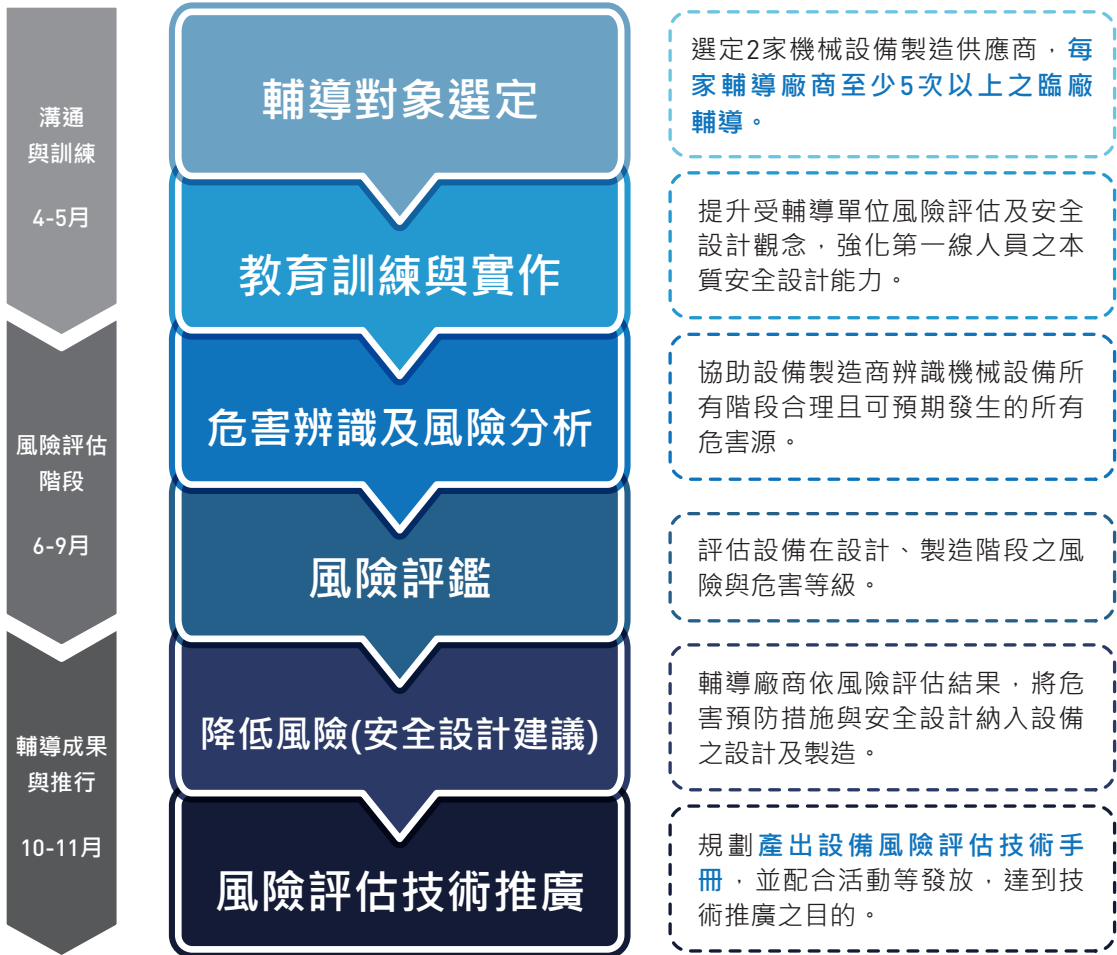 溝通
與訓練
4-5月
輔導對象選定
選定2家機械設備製造供應商，每
家輔導廠商至少5次以上之臨廠
輔導。
教育訓練與實作
提升受輔導單位風險評估及安全
設計觀念，強化第一線人員之本
質安全設計能力。
風險評估
階段
6-9月
危害辨識及風險分析
協助設備製造商辨識機械設備所
有階段合理且可預期發生的所有
危害源。
風險評鑑
評估設備在設計、製造階段之風
險與危害等級。
輔導成果
與推行
10-11月
降低風險(安全設計建議)
輔導廠商依風險評估結果，將危
害預防措施與安全設計納入設備
之設計及製造。
風險評估技術推廣
規劃產出設備風險評估技術手
冊，並配合活動等發放，達到技
術推廣之目的。